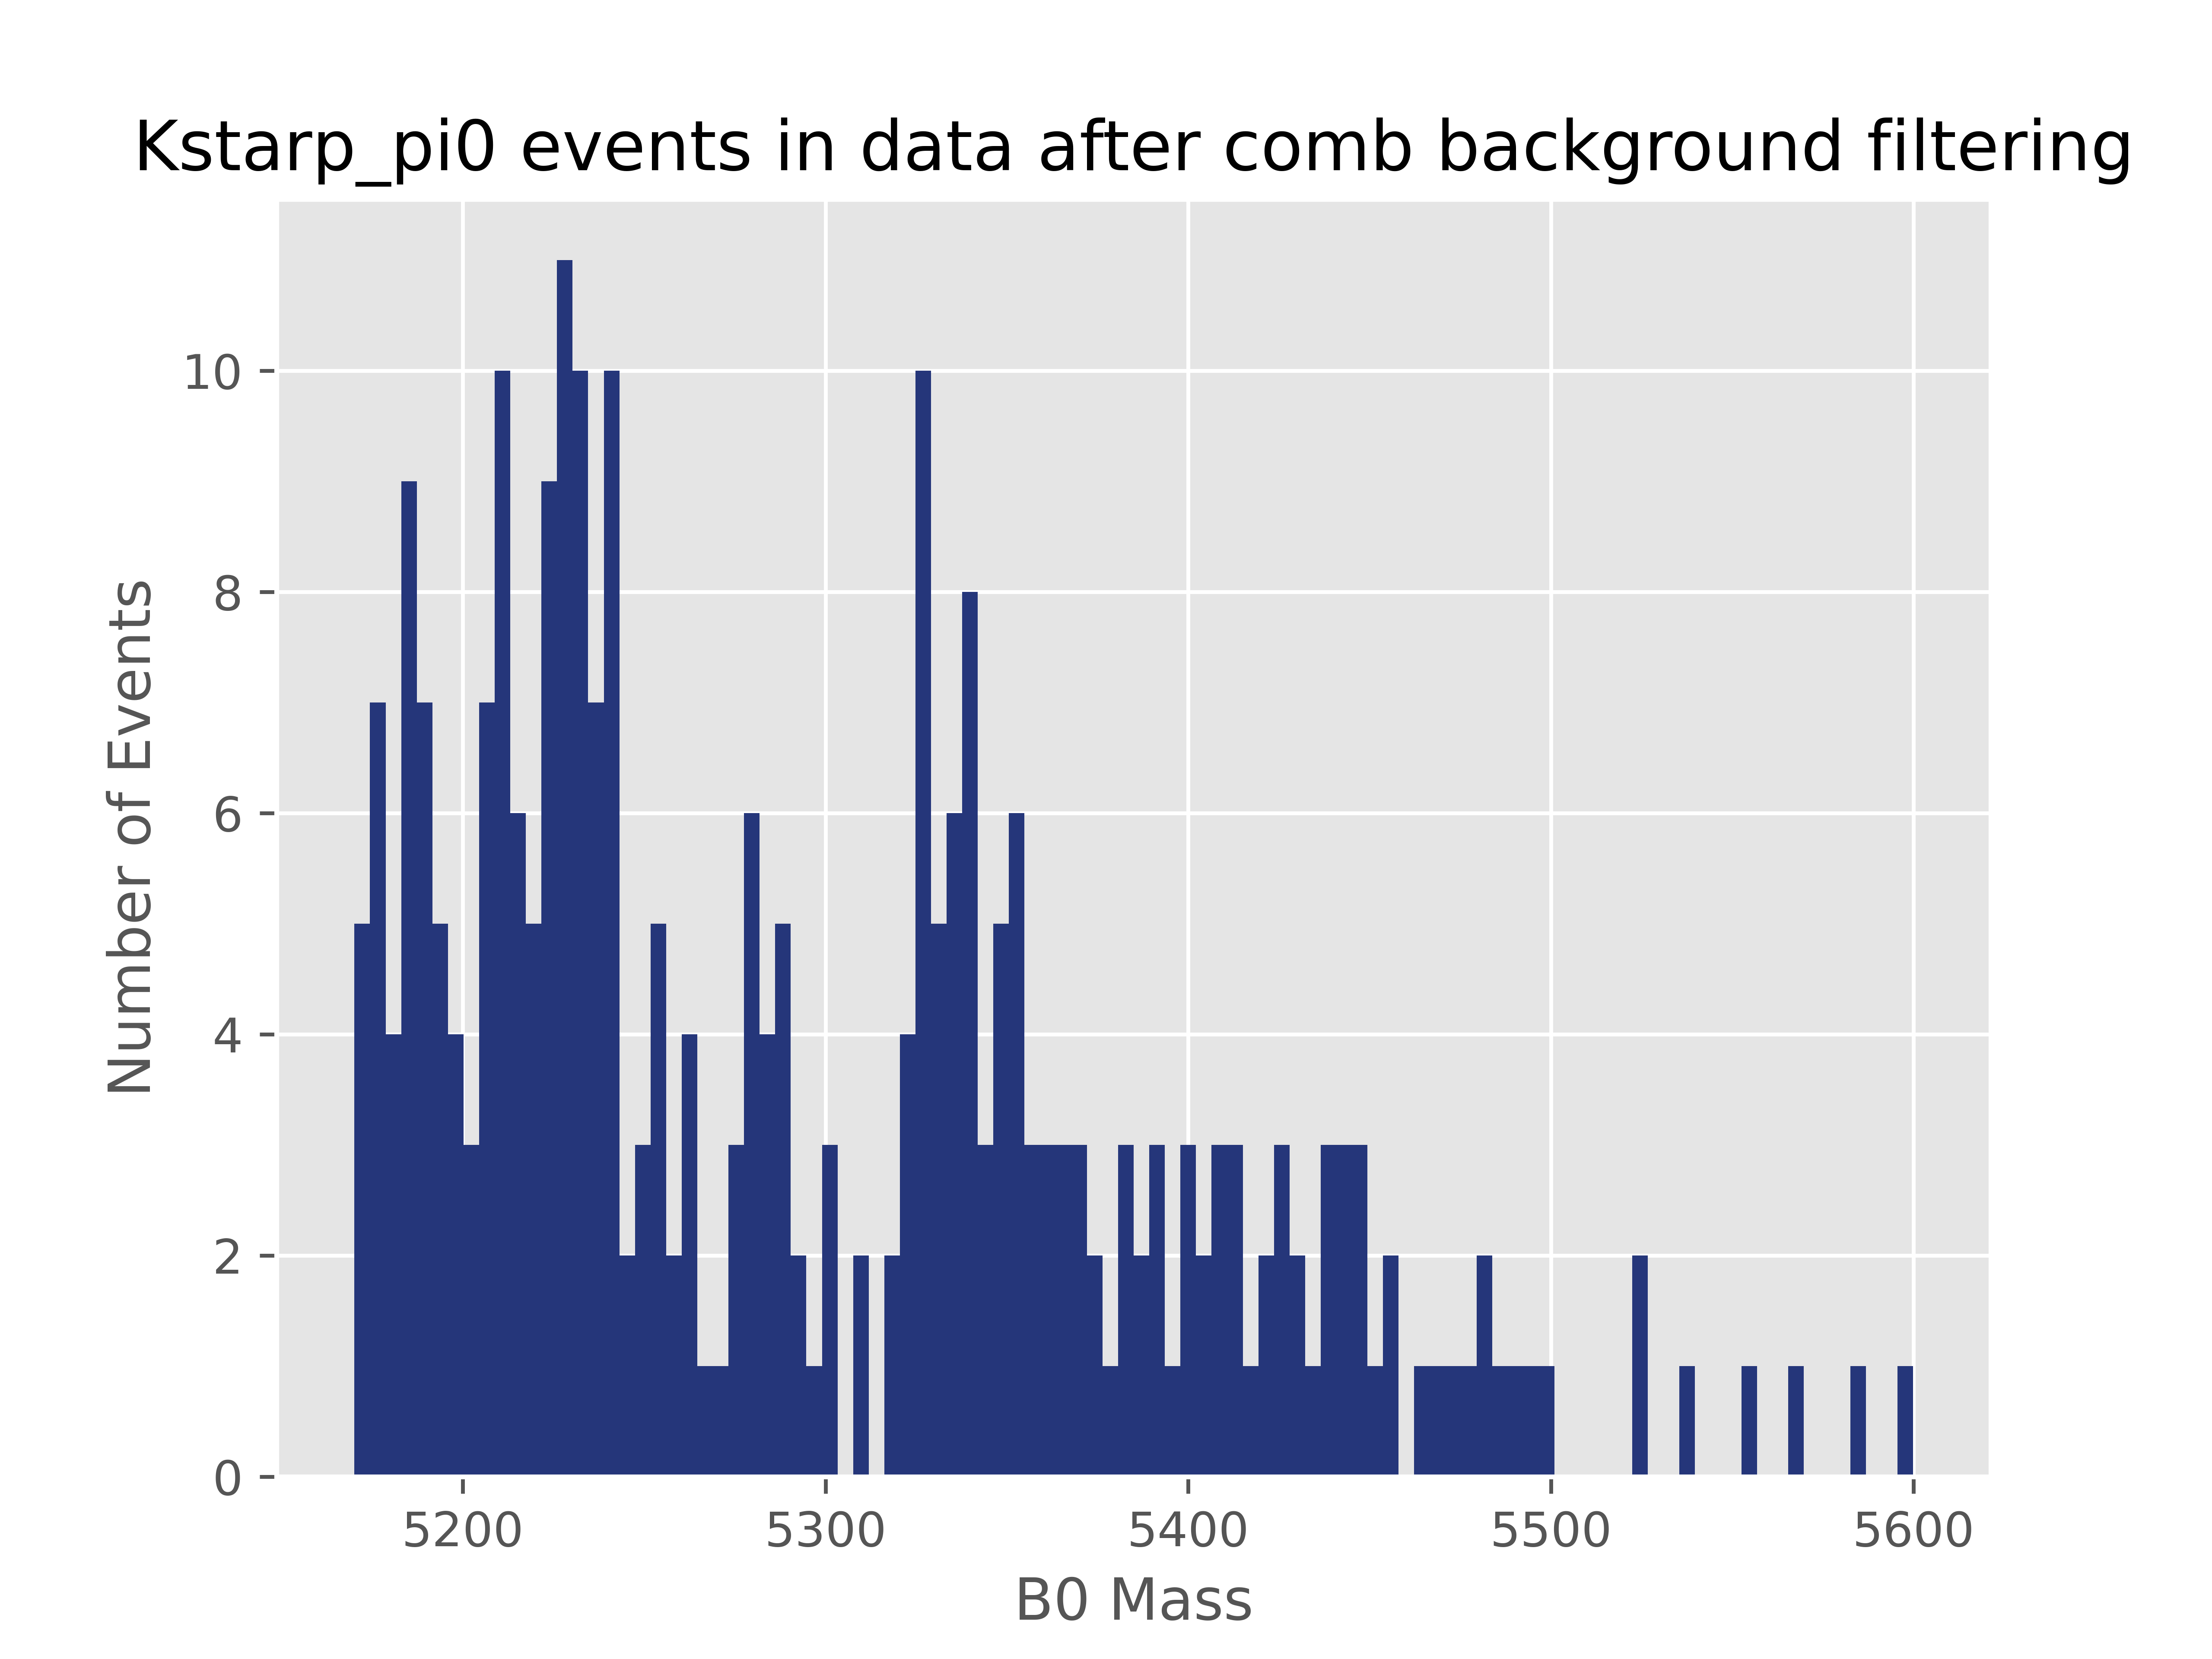 Kstarp_pi0 events in data after comb background filtering
Number of Events
10
8
6
4
2
0
5200 5300 5400 5500 5600
B0 Mass